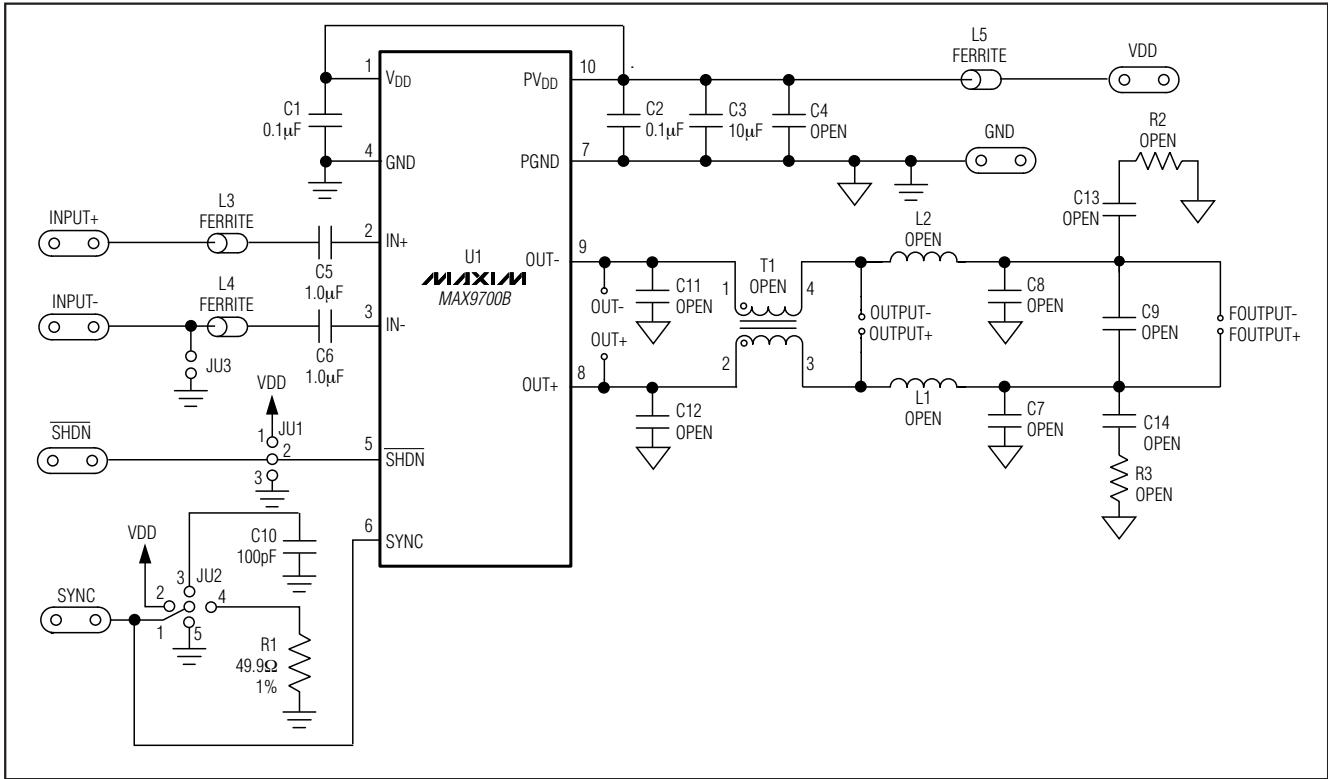 L5
FERRITE
VDD
1
VDD
10
PVDD
C1
0.1µF
C2
0.1µF
C3
10µF
C4
OPEN
GND
R2
OPEN
4
GND
7
PGND
C13
OPEN
INPUT+
L3
FERRITE
2
IN+
C5
1.0µF
U1
MAXIM
MAX9700B
9
OUT-
L2
OPEN
INPUT-
L4
FERRITE
3
IN-
C6
1.0µF
JU3
OUT-
OUT+
C11
OPEN
T1
OPEN
1
4
2
3
OUTPUT-
OUTPUT+
C8
OPEN
C9
OPEN
FOUTPUT-
FOUTPUT+
8
OUT+
C12
OPEN
L1
OPEN
C7
OPEN
C14
OPEN
R3
OPEN
VDD
SHDN
1
JU1
2
3
5
SHDN
6
SYNC
VDD
C10
100pF
SYNC
3
JU2
2
4
1
5
R1
49.9Ω
1%